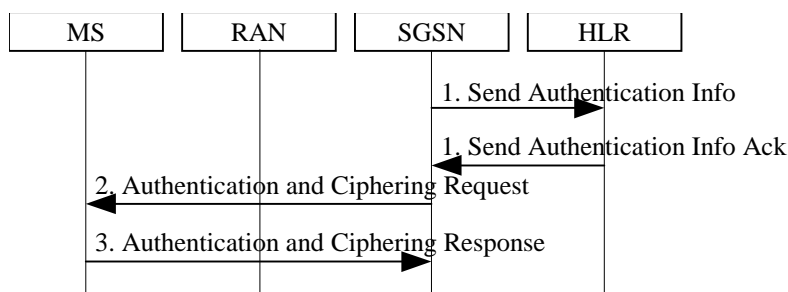 MS RAN SGSN HLR
1. Send Authentication Info
1. Send Authentication Info Ack
2. Authentication and Ciphering Request
3. Authentication and Ciphering Response